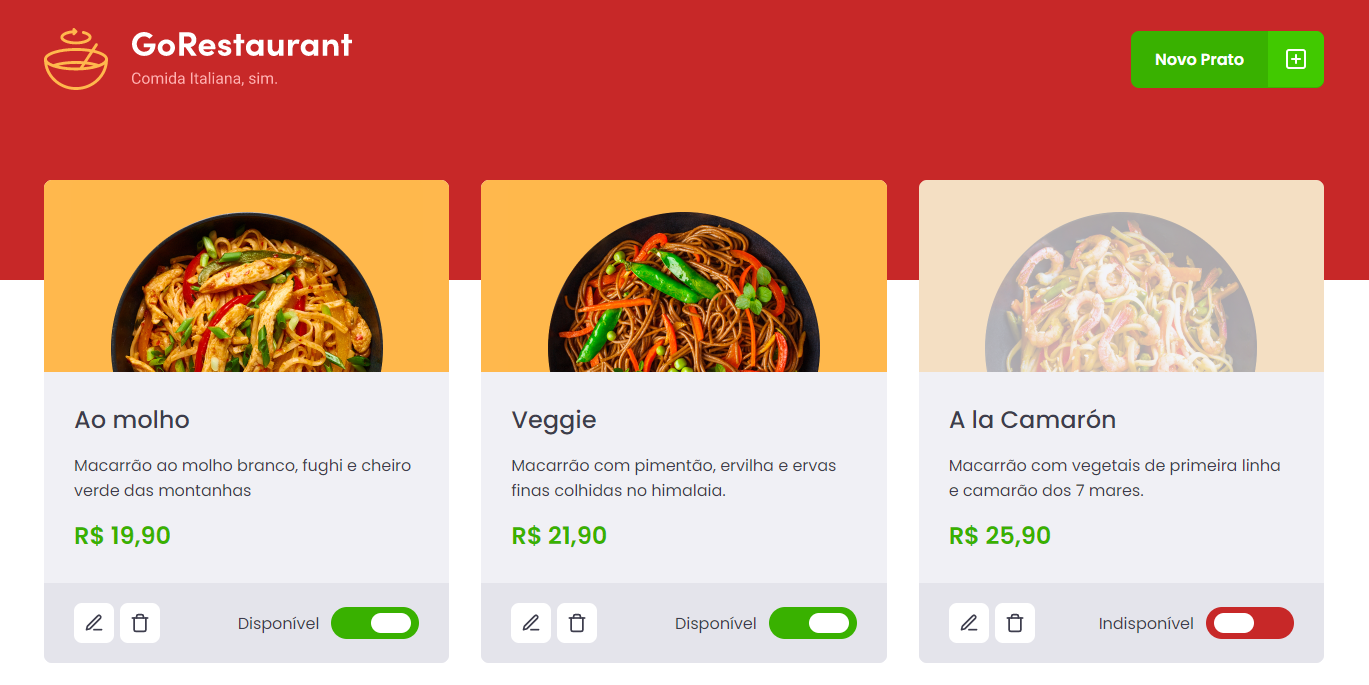 GoRestaurant
Comida Italiana, sim.
Novo Prato
Ao molho
Macarrão ao molho branco, fughi e cheiro
verde das montanhas
R$ 19,90
Disponível
Veggie
Macarrão com pimentão, ervilha e ervas
finas colhidas no himalaia.
R$ 21,90
Disponível
A la Camarón
Macarrão com vegetais de primeira linha
e camarão dos 7 mares.
R$ 25,90
Indisponível